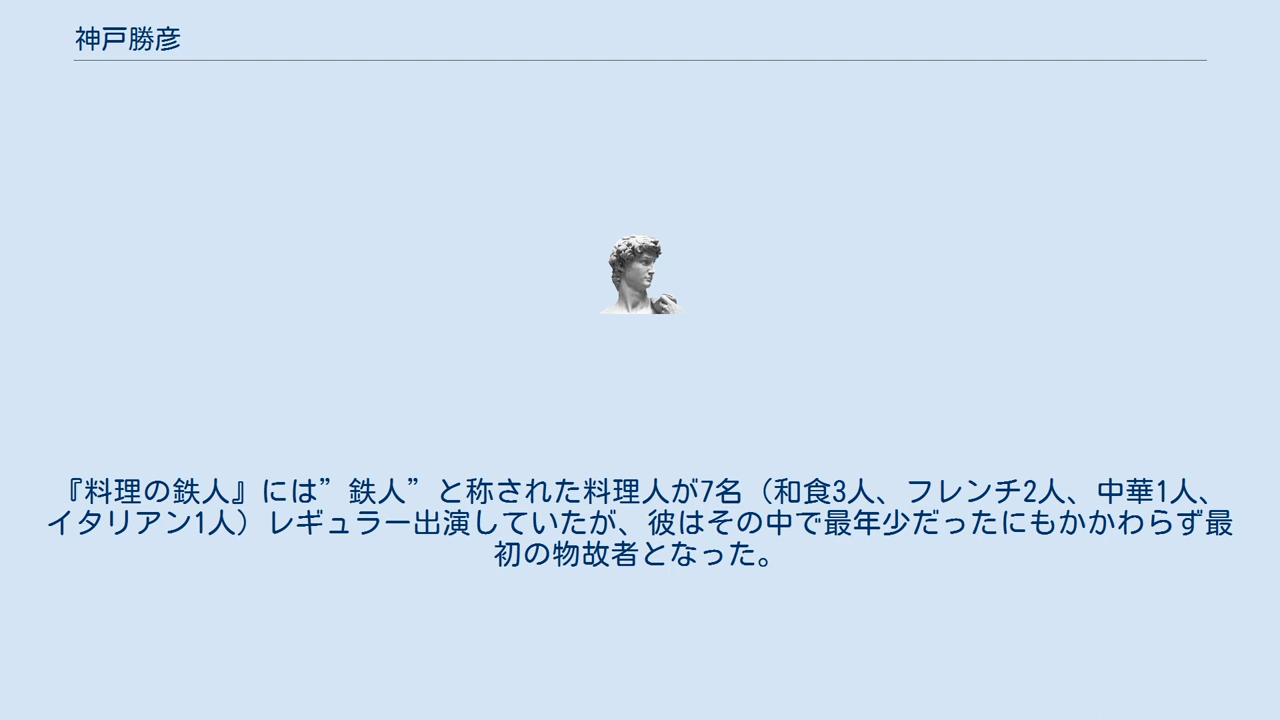 神戸勝彦
『料理の鉄人』には”鉄人”と称された料理人が7名（和食3人、フレンチ2人、中華1人、
イタリアン1人）レギュラー出演していたが、彼はその中で最年少だったにもかかわらず最
初の物故者となった。